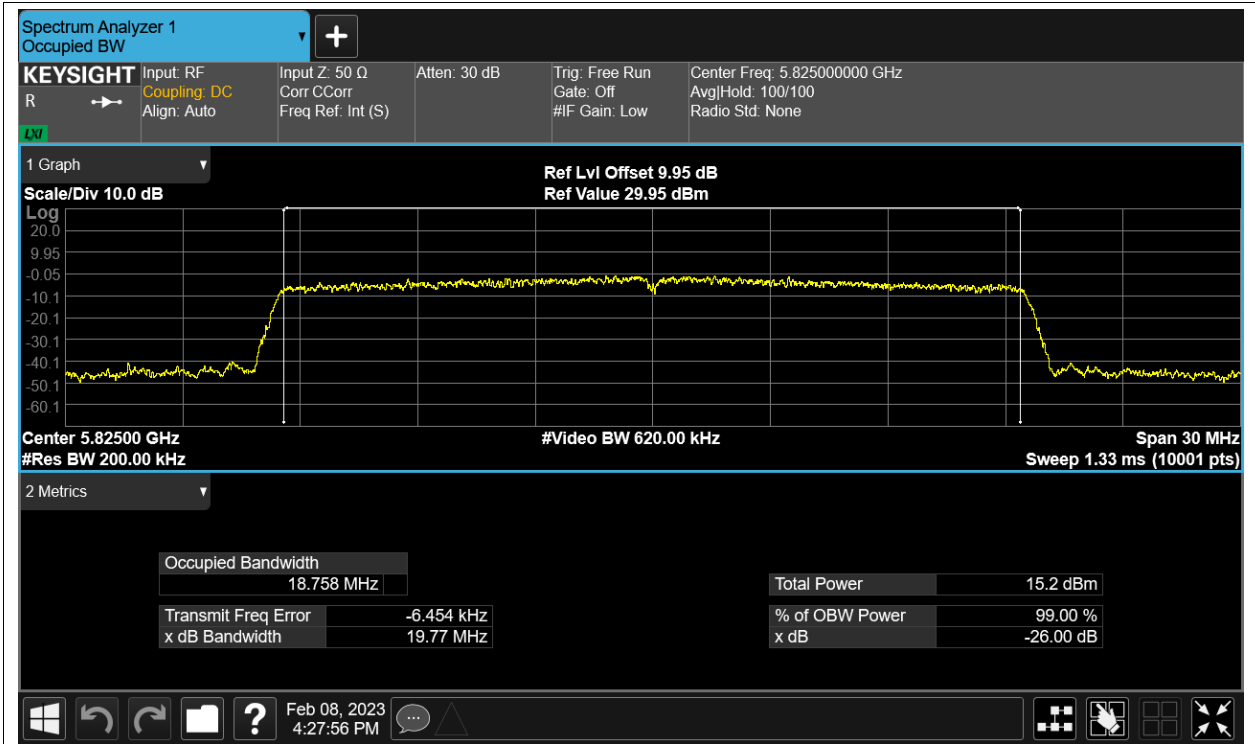 Spectrum Analyzer 1
Occupied BW
+
KEYSIGHT
R
LXI
Input: RF
Coupling: DC
Align: Auto
Input Z: 50 Ω
Corr CCorr
Freq Ref: Int (S)
Atten: 30 dB
Trig: Free Run
Gate: Off
#IF Gain: Low
Center Freq: 5.825000000 GHz
Avg|Hold: 100/100
Radio Std: None
1 Graph
Scale/Div 10.0 dB
Ref Lvl Offset 9.95 dB
Ref Value 29.95 dBm
Log
20.0
9.95
-0.05
-10.1
-20.1
-30.1
-40.1
-50.1
-60.1
Center 5.82500 GHz
#Video BW 620.00 kHz
Span 30 MHz
#Res BW 200.00 kHz
Sweep 1.33 ms (10001 pts)
2 Metrics
Occupied Bandwidth
18.758 MHz
Transmit Freq Error -6.454 kHz
x dB Bandwidth 19.77 MHz
Total Power 15.2 dBm
% of OBW Power 99.00 %
x dB -26.00 dB
?
Feb 08, 2023
4:27:56 PM